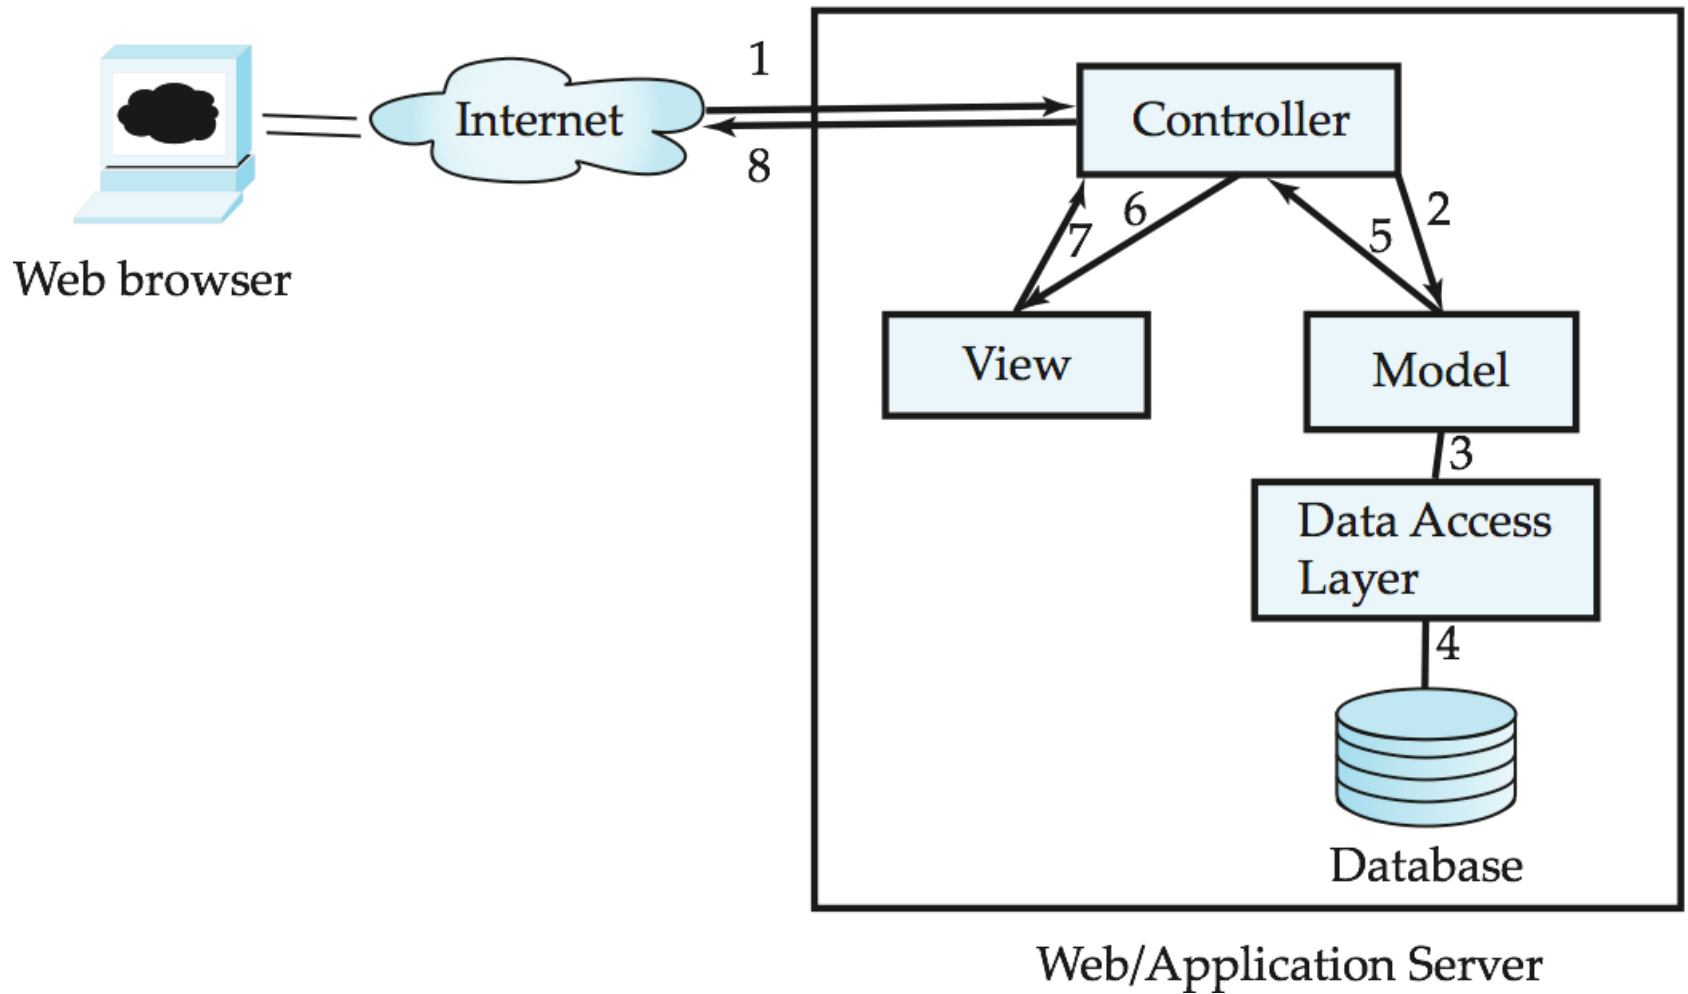 1
Internet
Controller
8
6
2
7
5
Web browser
View
Model
3
Data Access
Layer
4
Database
Web/Application Server